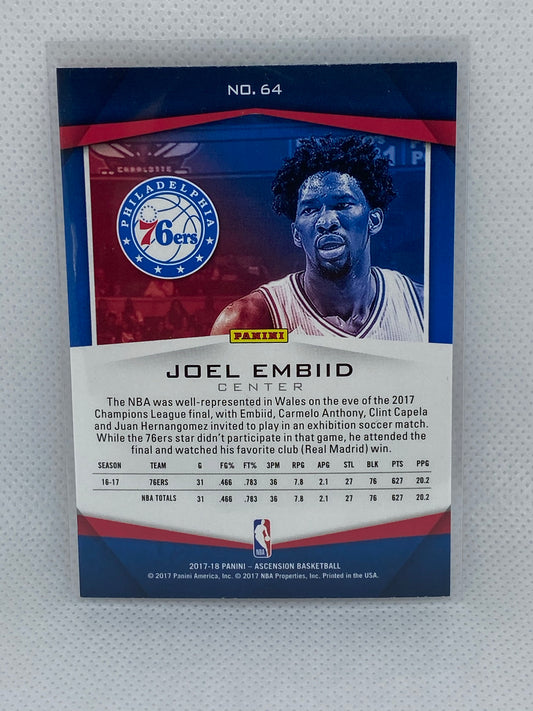 NO. 64
CHARLOTTE
PHILADELPHIA
76ers
PANINI
JOEL EMBIID
CENTER
The NBA was well-represented in Wales on the eve of the 2017
Champions League final, with Embiid, Carmelo Anthony, Clint Capela
and Juan Hernangomez invited to play in an exhibition soccer match.
While the 76ers star didn't participate in that game, he attended the
final and watched his favorite club (Real Madrid) win.
SEASON TEAM G FG% FT% 3PM RPG APG STL BLK PTS PPG
16-17 76ERS 31 .466 .783 36 7.8 2.1 27 76 627 20.2
NBA TOTALS 31 .466 .783 36 7.8 2.1 27 76 627 20.2
NBA
2017-18 PANINI – ASCENSION BASKETBALL
© 2017 Panini America, Inc. © 2017 NBA Properties, Inc. Printed in the USA.